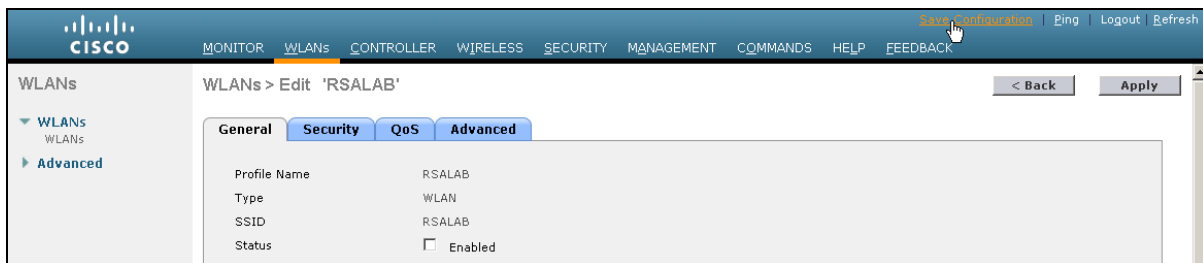 Save Configuration | Ping | Logout | Refresh
CISCO
MONITOR WLANs CONTROLLER WIRELESS SECURITY MANAGEMENT COMMANDS HELP FEEDBACK
WLANs
WLANs > Edit 'RSALAB'
< Back
Apply
WLANs
WLANs
Advanced
General Security QoS Advanced
Profile Name RSALAB
Type WLAN
SSID RSALAB
Status Enabled